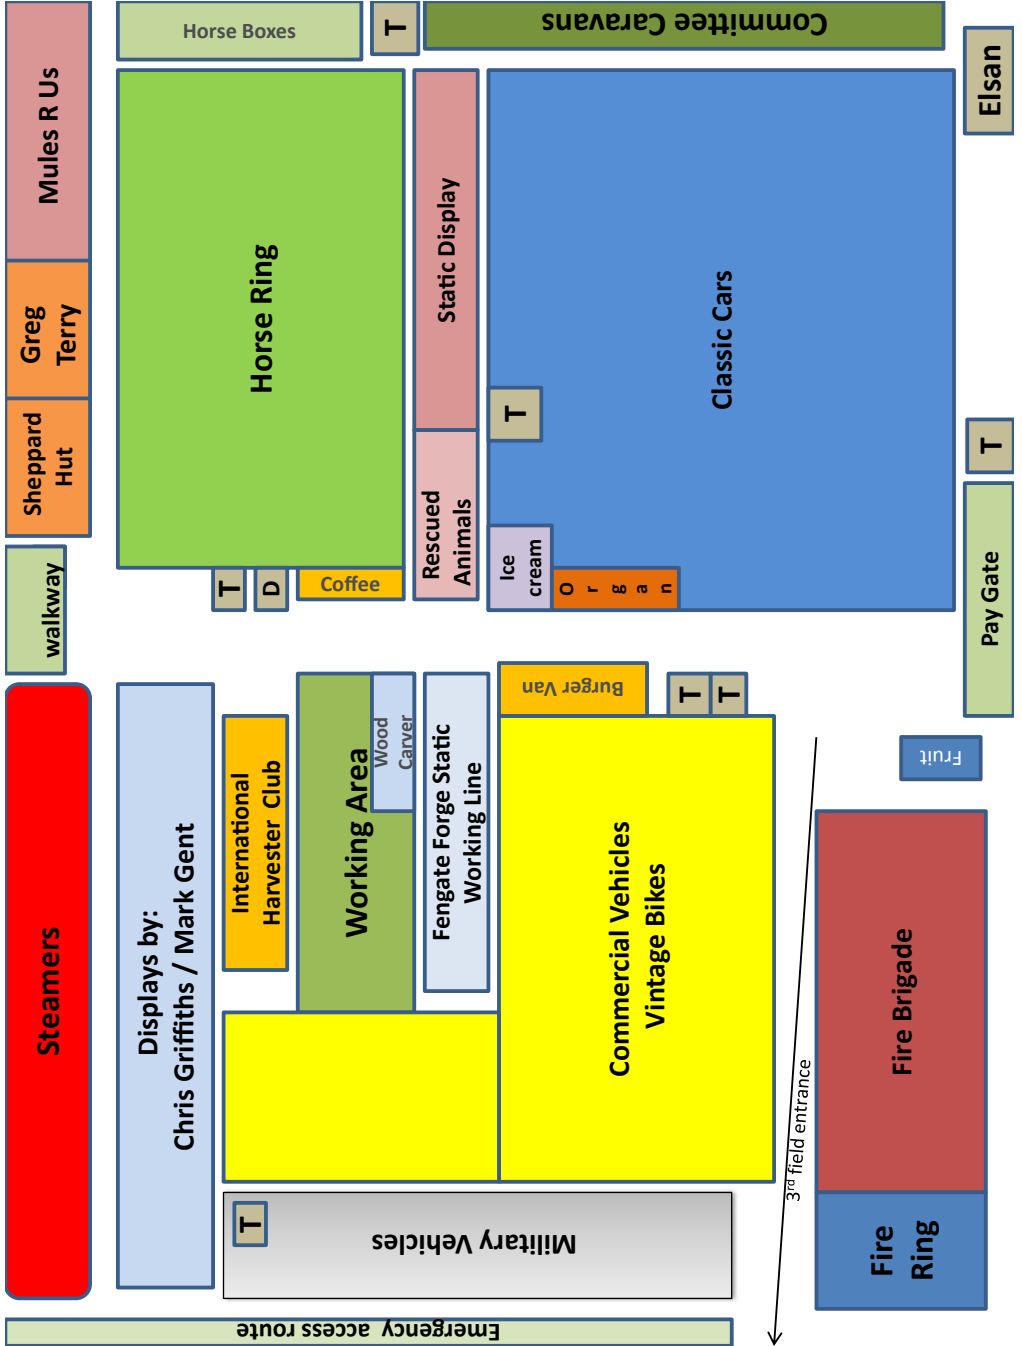 Horse Boxes
T
Committee Caravans
Elsan
Mules R Us
Greg
Terry
Sheppard
Hut
walkway
Horse Ring
Static Display
Rescued
Animals
T
Classic Cars
T
Ice
cream
O r g a n
T
D
Coffee
Pay Gate
Steamers
Displays by:
Chris Griffiths / Mark Gent
International
Harvester Club
Working Area
Wood
Carver
Fengate Forge Static
Working Line
Burger Van
T
T
Commercial Vehicles
Vintage Bikes
Fruit
Fire Brigade
Fire
Ring
3rd field entrance
T
Military Vehicles
Emergency access route